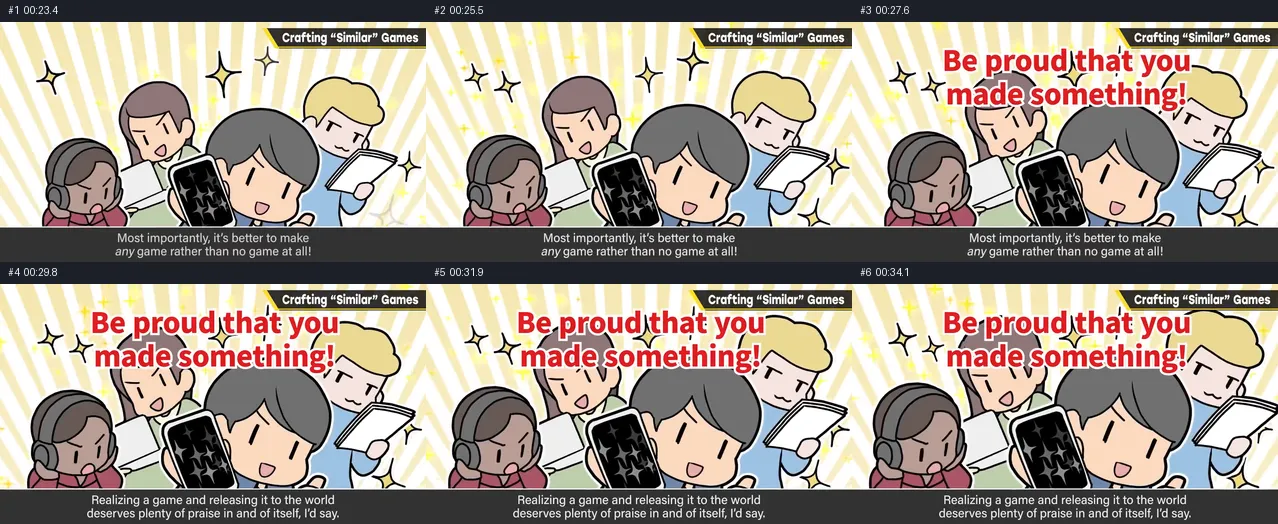 #1 00:23.4
Crafting “Similar” Games
Most importantly, it’s better to make
any game rather than no game at all!
#2 00:25.5
Crafting “Similar” Games
Most importantly, it’s better to make
any game rather than no game at all!
#3 00:27.6
Crafting “Similar” Games
Be proud that you
made something!
Most importantly, it’s better to make
any game rather than no game at all!
#4 00:29.8
Crafting “Similar” Games
Be proud that you
made something!
Realizing a game and releasing it to the world
deserves plenty of praise in and of itself, I’d say.
#5 00:31.9
Crafting “Similar” Games
Be proud that you
made something!
Realizing a game and releasing it to the world
deserves plenty of praise in and of itself, I’d say.
#6 00:34.1
Crafting “Similar” Games
Be proud that you
made something!
Realizing a game and releasing it to the world
deserves plenty of praise in and of itself, I’d say.